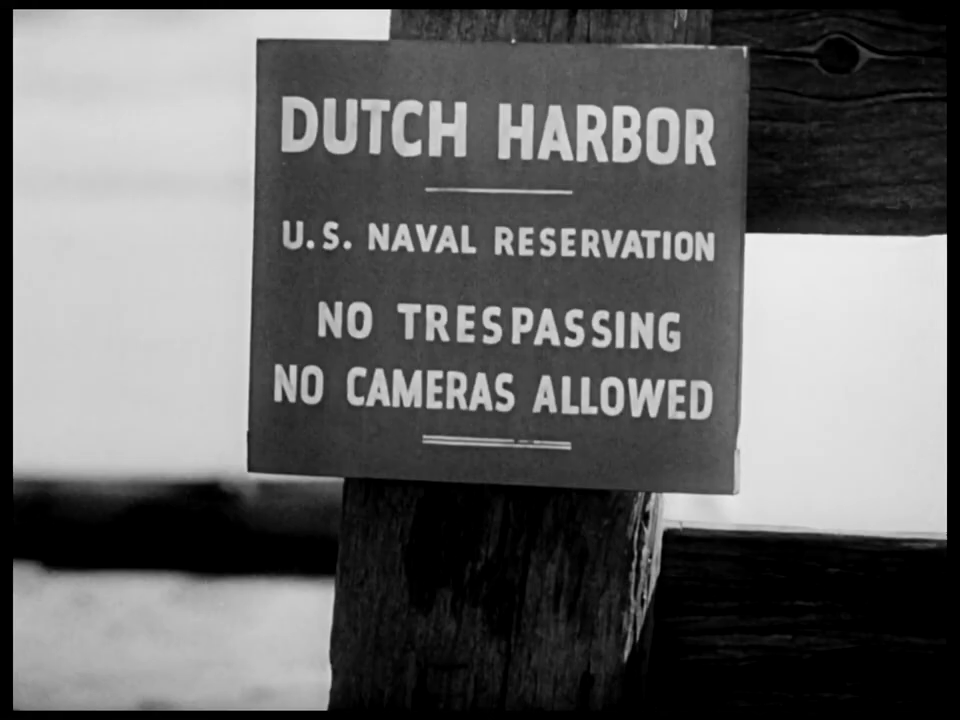 DUTCH HARBOR
U.S. NAVAL RESERVATION
NO TRESPASSING
NO CAMERAS ALLOWED